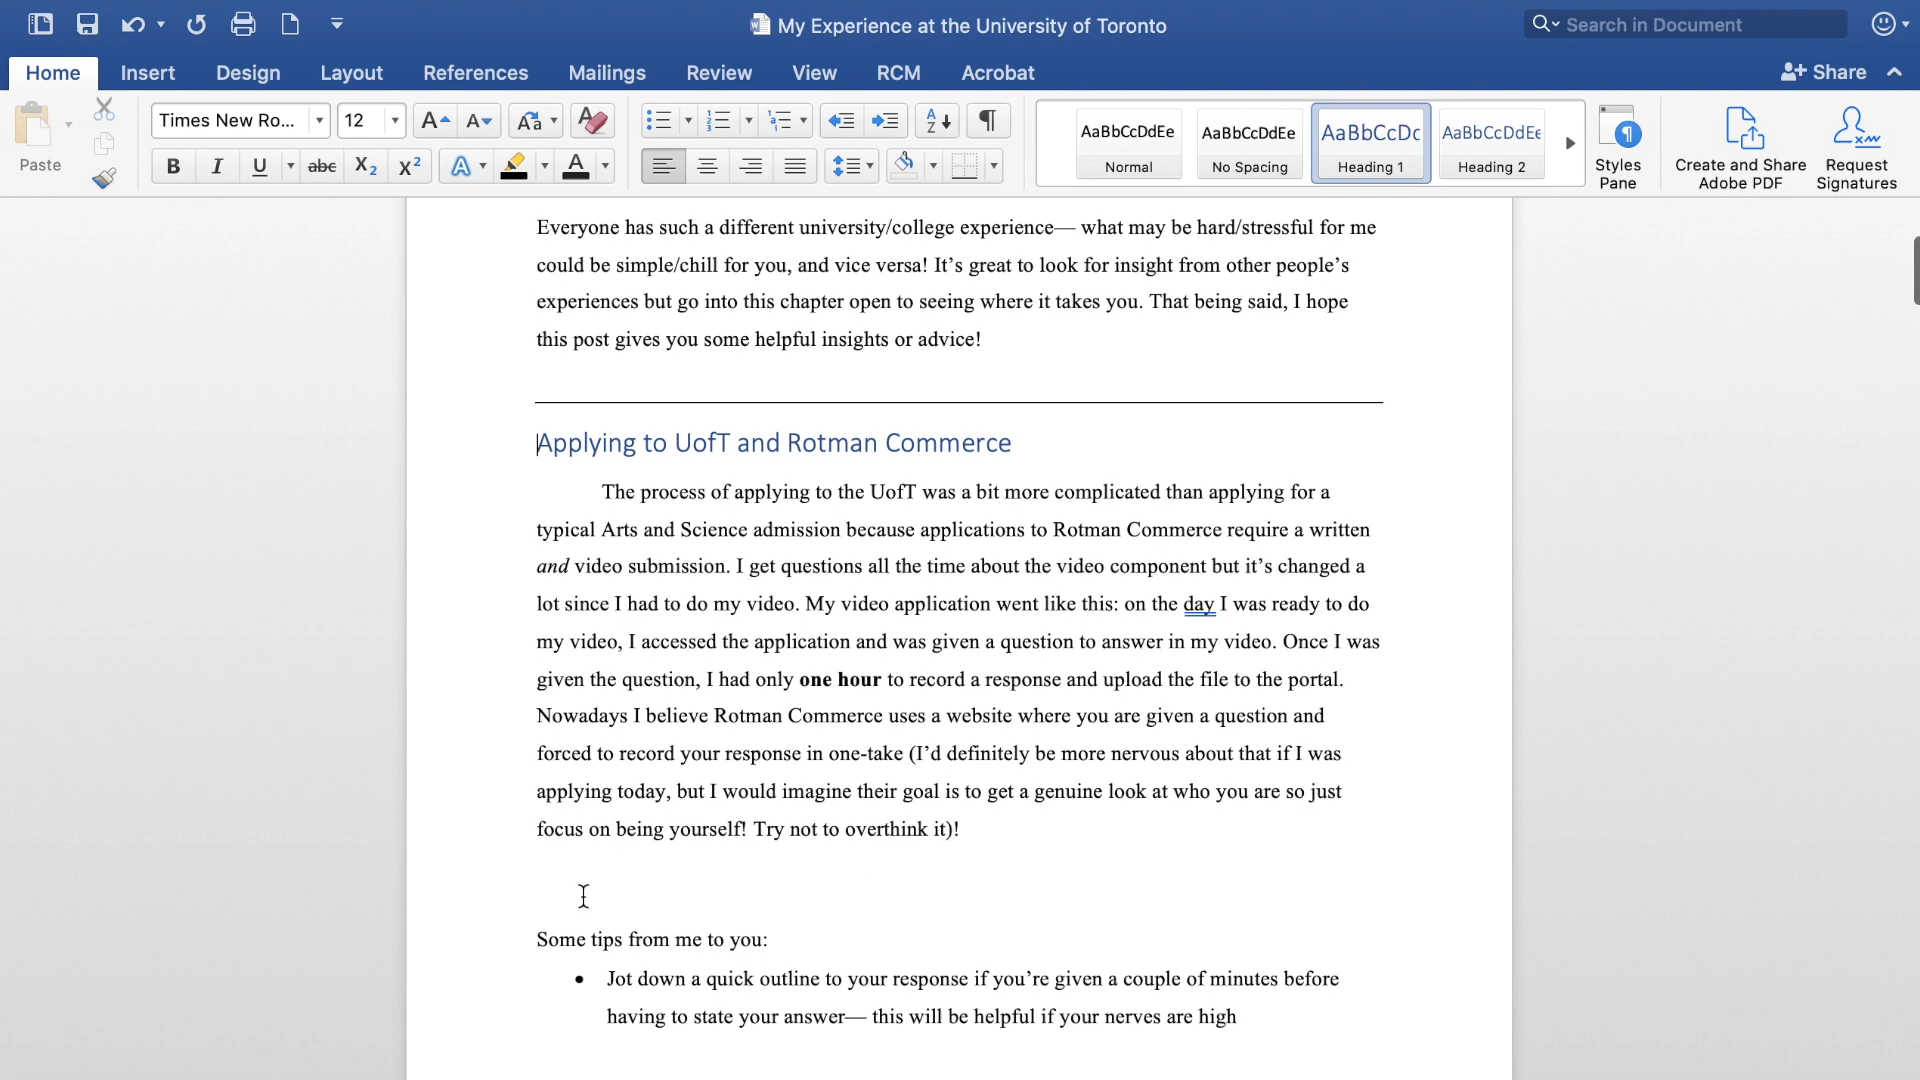 My Experience at the University of Toronto
Search in Document
Home Insert Design Layout References Mailings Review View RCM Acrobat
Share
Paste
Times New Ro...
12
A A Aa A
B I U abc X2 X2 A A
AaBbCcDdEe
Normal
AaBbCcDdEe
No Spacing
AaBbCcDc
Heading 1
AaBbCcDdEe
Heading 2
Styles
Pane
Create and Share
Adobe PDF
Request
Signatures
Everyone has such a different university/college experience— what may be hard/stressful for me
could be simple/chill for you, and vice versa! It’s great to look for insight from other people’s
experiences but go into this chapter open to seeing where it takes you. That being said, I hope
this post gives you some helpful insights or advice!
Applying to UofT and Rotman Commerce
The process of applying to the UofT was a bit more complicated than applying for a
typical Arts and Science admission because applications to Rotman Commerce require a written
and video submission. I get questions all the time about the video component but it’s changed a
lot since I had to do my video. My video application went like this: on the day I was ready to do
my video, I accessed the application and was given a question to answer in my video. Once I was
given the question, I had only one hour to record a response and upload the file to the portal.
Nowadays I believe Rotman Commerce uses a website where you are given a question and
forced to record your response in one-take (I’d definitely be more nervous about that if I was
applying today, but I would imagine their goal is to get a genuine look at who you are so just
focus on being yourself! Try not to overthink it)!
Some tips from me to you:
• Jot down a quick outline to your response if you’re given a couple of minutes before
having to state your answer— this will be helpful if your nerves are high